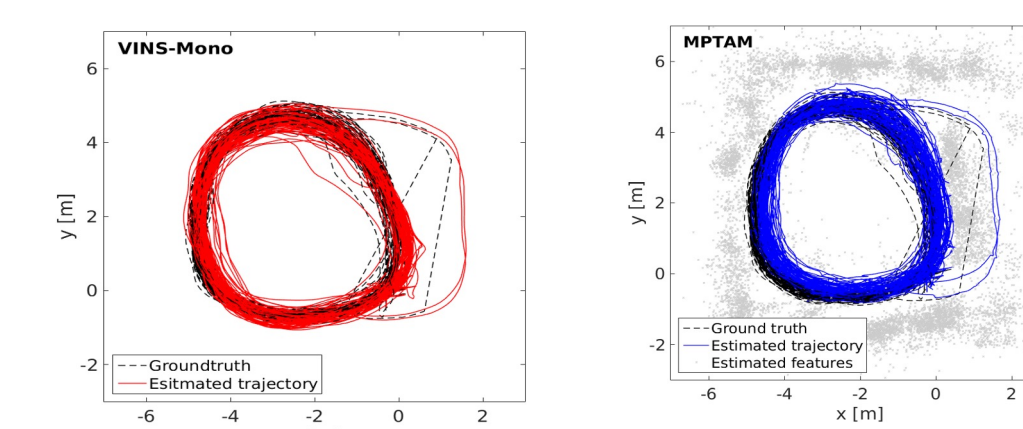 VINS-Mono
6
4
2
0
-2
y [m]
-6
-4
-2
0
2
Groundtruth
Esitmated trajectory
MPTAM
6
4
2
0
-2
y [m]
-6
-4
-2
0
2
x [m]
Ground truth
Estimated trajectory
Estimated features